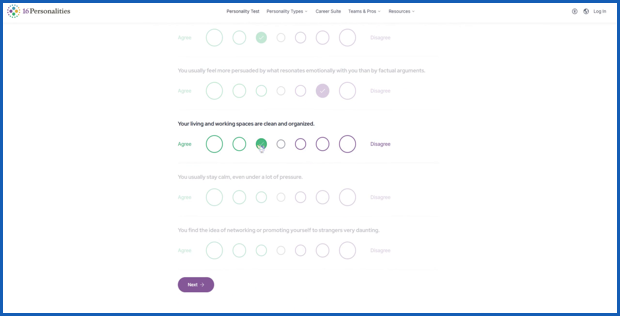 16Personalities
Personality Test Personality Types Career Suite Teams & Pros Resources Log In
Agree Disagree
You usually feel more persuaded by what resonates emotionally with you than by factual arguments.
Agree Disagree
Your living and working spaces are clean and organized.
Agree Disagree
You usually stay calm, even under a lot of pressure.
Agree Disagree
You find the idea of networking or promoting yourself to strangers very daunting.
Agree Disagree
Next →